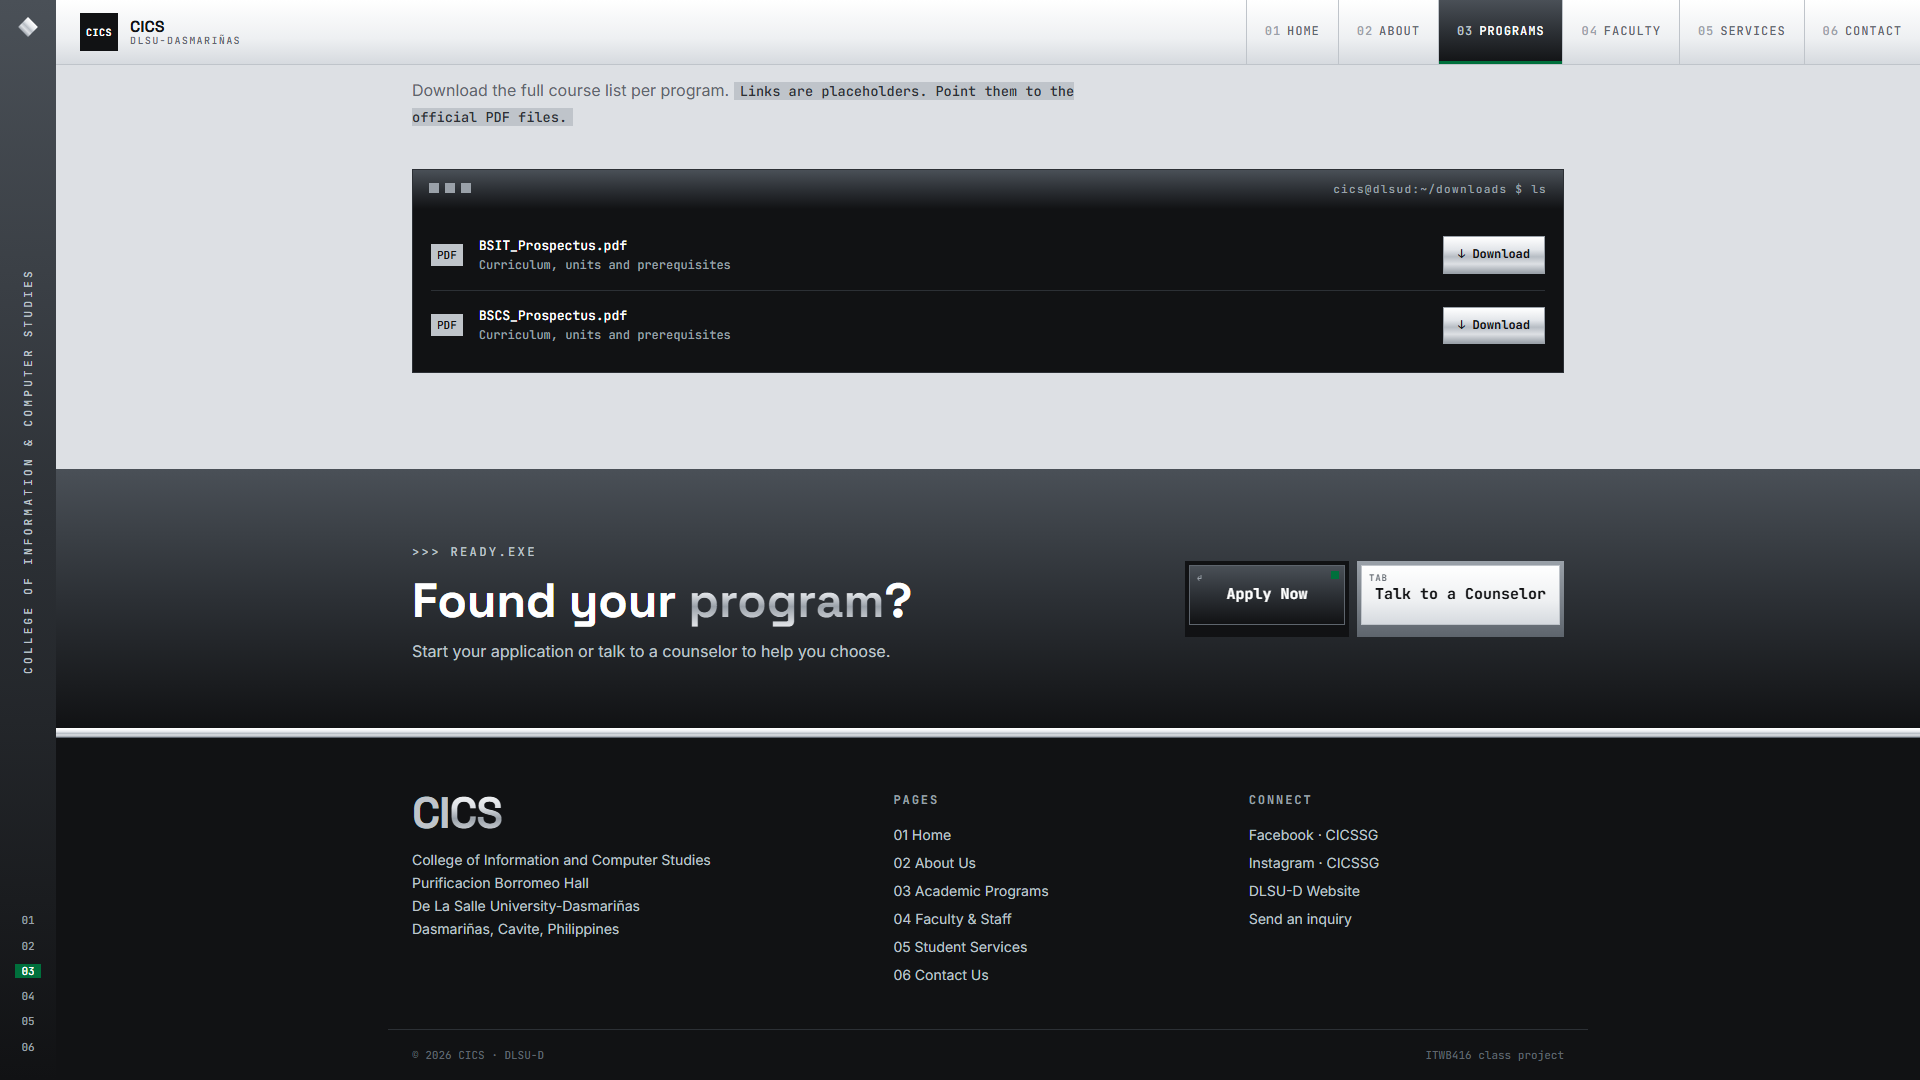 CICS
CICS
DLSU-DASMARIÑAS
01 HOME
02 ABOUT
03 PROGRAMS
04 FACULTY
05 SERVICES
06 CONTACT
COLLEGE OF INFORMATION & COMPUTER STUDIES
01
02
03
04
05
06
Download the full course list per program. Links are placeholders. Point them to the
official PDF files.
cics@dlsud:~/downloads $ ls
PDF
BSIT_Prospectus.pdf
Curriculum, units and prerequisites
↓ Download
PDF
BSCS_Prospectus.pdf
Curriculum, units and prerequisites
↓ Download
>>> READY.EXE
Found your program?
Start your application or talk to a counselor to help you choose.
Apply Now
TAB
Talk to a Counselor
CICS
College of Information and Computer Studies
Purificacion Borromeo Hall
De La Salle University-Dasmariñas
Dasmariñas, Cavite, Philippines
PAGES
01 Home
02 About Us
03 Academic Programs
04 Faculty & Staff
05 Student Services
06 Contact Us
CONNECT
Facebook · CICSSG
Instagram · CICSSG
DLSU-D Website
Send an inquiry
© 2026 CICS · DLSU-D
ITWB416 class project